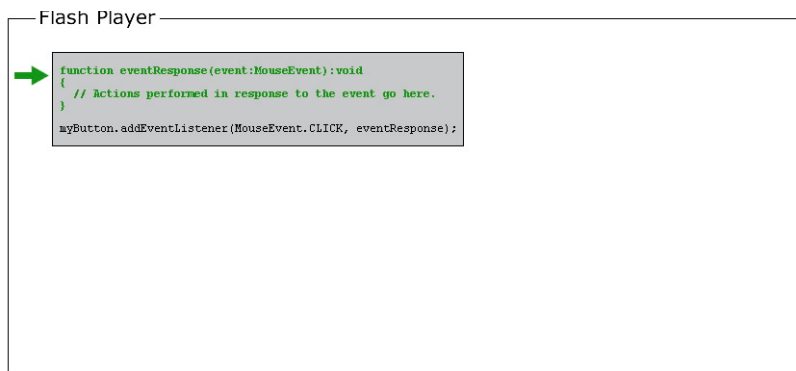 Flash Player
function eventResponse(event:MouseEvent):void
{
// Actions performed in response to the event go here.
}
myButton.addEventListener(MouseEvent.CLICK, eventResponse);